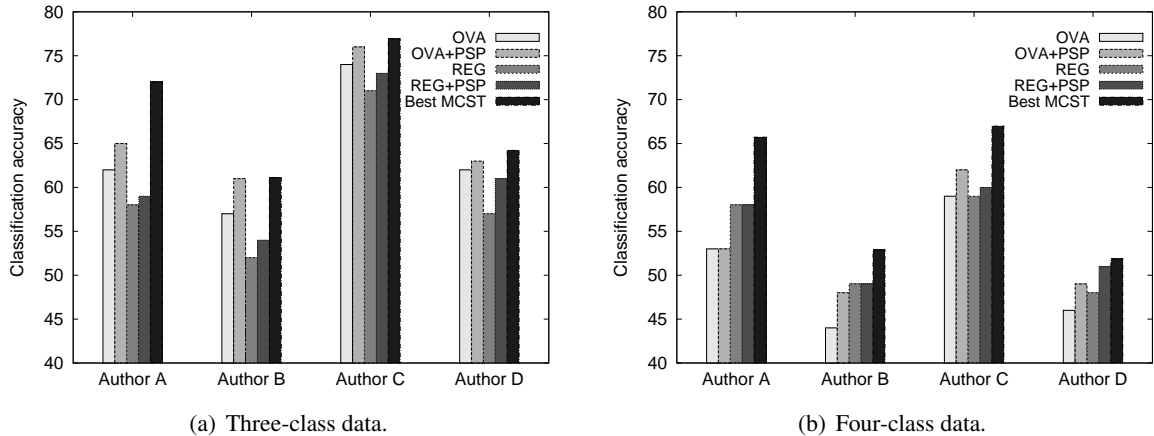 Classification accuracy
80
75
70
65
60
55
50
45
40
OVA
OVA+PSP
REG
REG+PSP
Best MCST
Author A Author B Author C Author D
(a) Three-class data.
Classification accuracy
80
75
70
65
60
55
50
45
40
OVA
OVA+PSP
REG
REG+PSP
Best MCST
Author A Author B Author C Author D
(b) Four-class data.